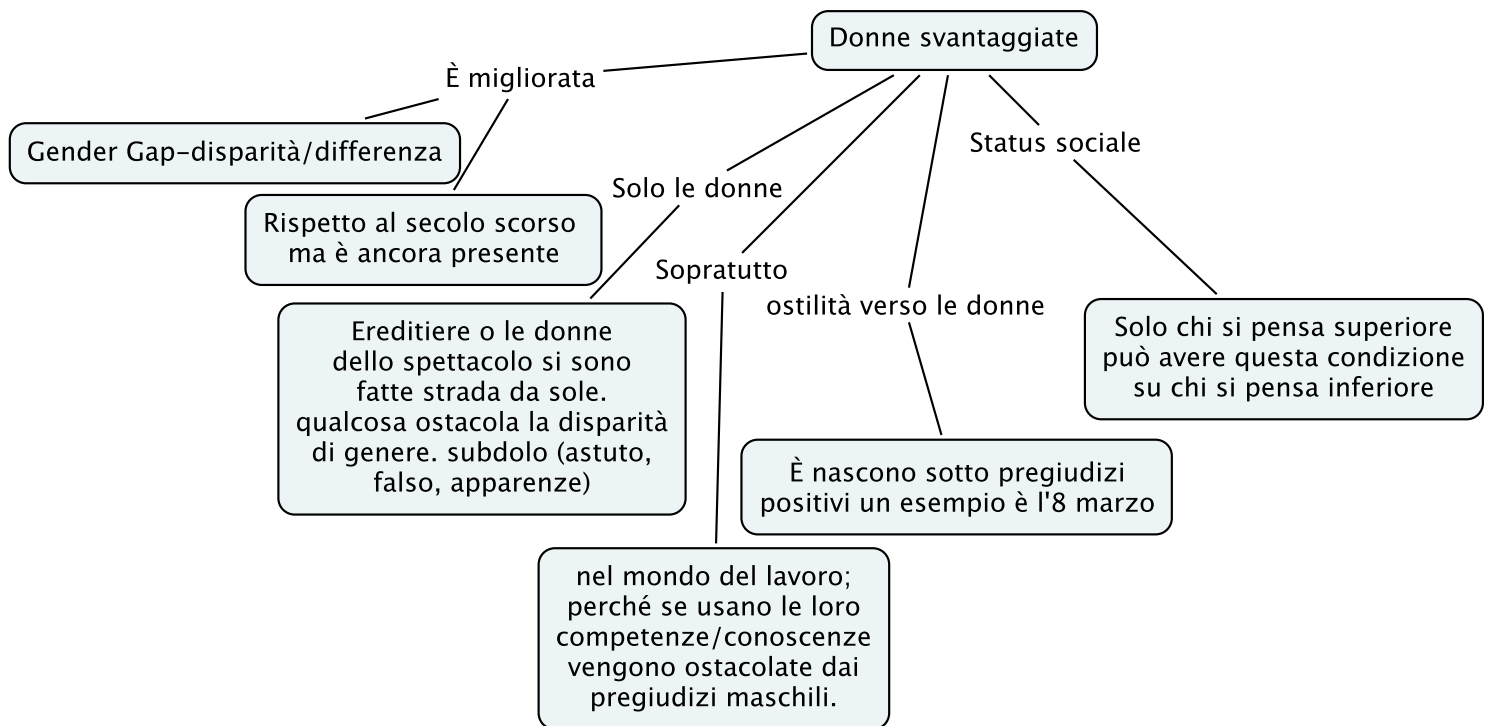 Donne svantaggiate
È migliorata
Gender Gap-disparità/differenza
Rispetto al secolo scorso
ma è ancora presente
Solo le donne
Ereditiere o le donne
dello spettacolo si sono
fatte strada da sole.
qualcosa ostacola la disparità
di genere. subdolo (astuto,
falso, apparenze)
Sopratutto
nel mondo del lavoro;
perché se usano le loro
competenze/conoscenze
vengono ostacolate dai
pregiudizi maschili.
ostilità verso le donne
È nascono sotto pregiudizi
positivi un esempio è l'8 marzo
Status sociale
Solo chi si pensa superiore
può avere questa condizione
su chi si pensa inferiore